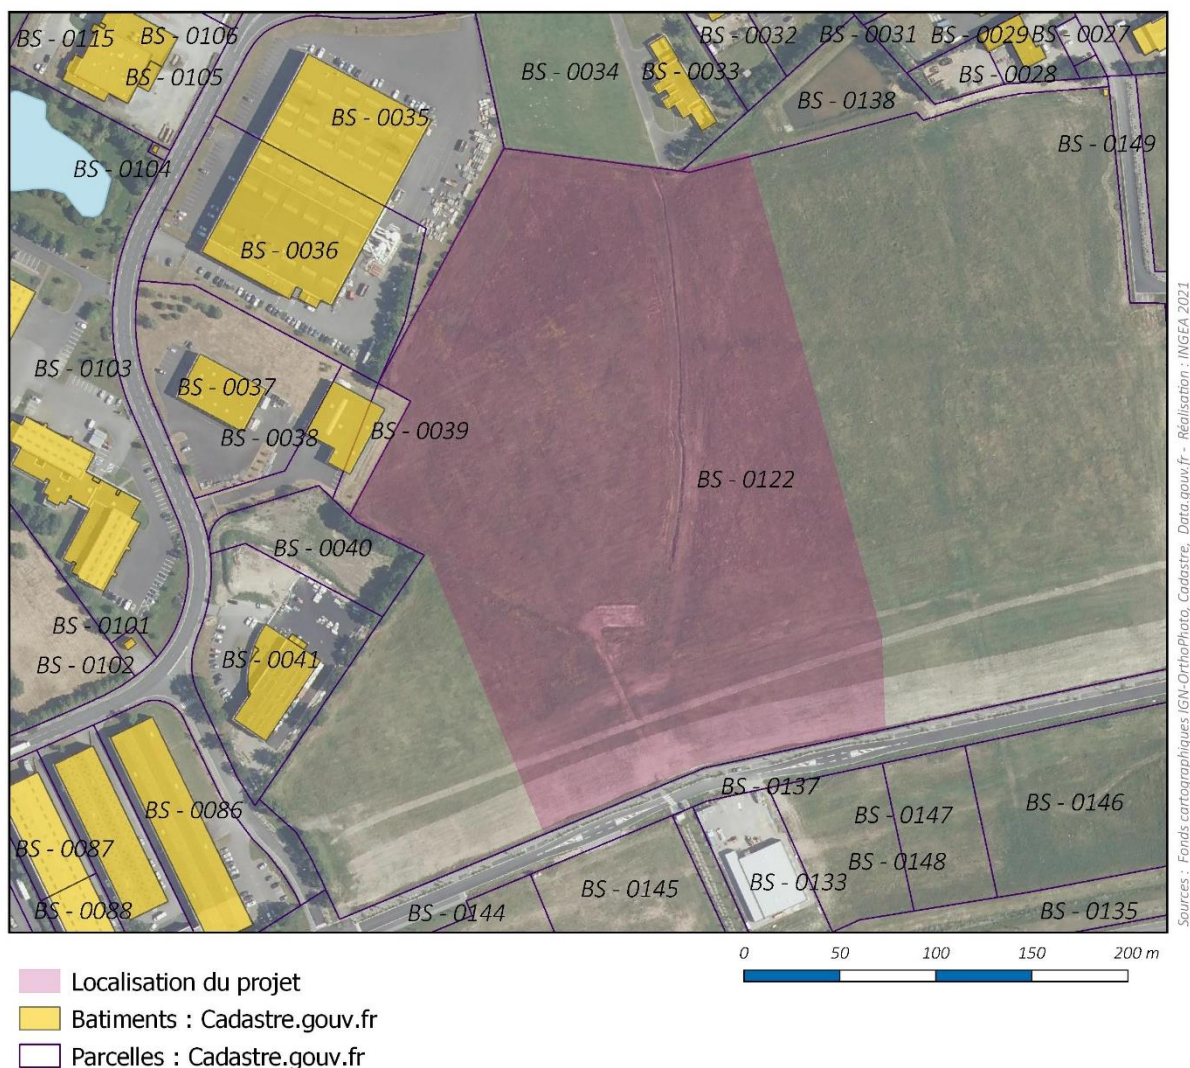 BS - 0115
BS - 0106
BS - 0105
BS - 0034
BS - 0033
BS - 0032
BS - 0031
BS - 0029
BS - 0027
BS - 0028
BS - 0138
BS - 0035
BS - 0104
BS - 0149
BS - 0036
BS - 0103
BS - 0037
BS - 0038
BS - 0039
BS - 0122
BS - 0040
BS - 0101
BS - 0102
BS - 0041
BS - 0137
BS - 0086
BS - 0147
BS - 0146
BS - 0087
BS - 0148
BS - 0145
BS - 0133
BS - 0088
BS - 0144
BS - 0135
Sources : Fonds cartographiques IGN-OrthoPhoto, Cadastre, Data.gouv.fr - Réalisation : INGEA 2021
0 50 100 150 200 m
Localisation du projet
Batiments : Cadastre.gouv.fr
Parcelles : Cadastre.gouv.fr